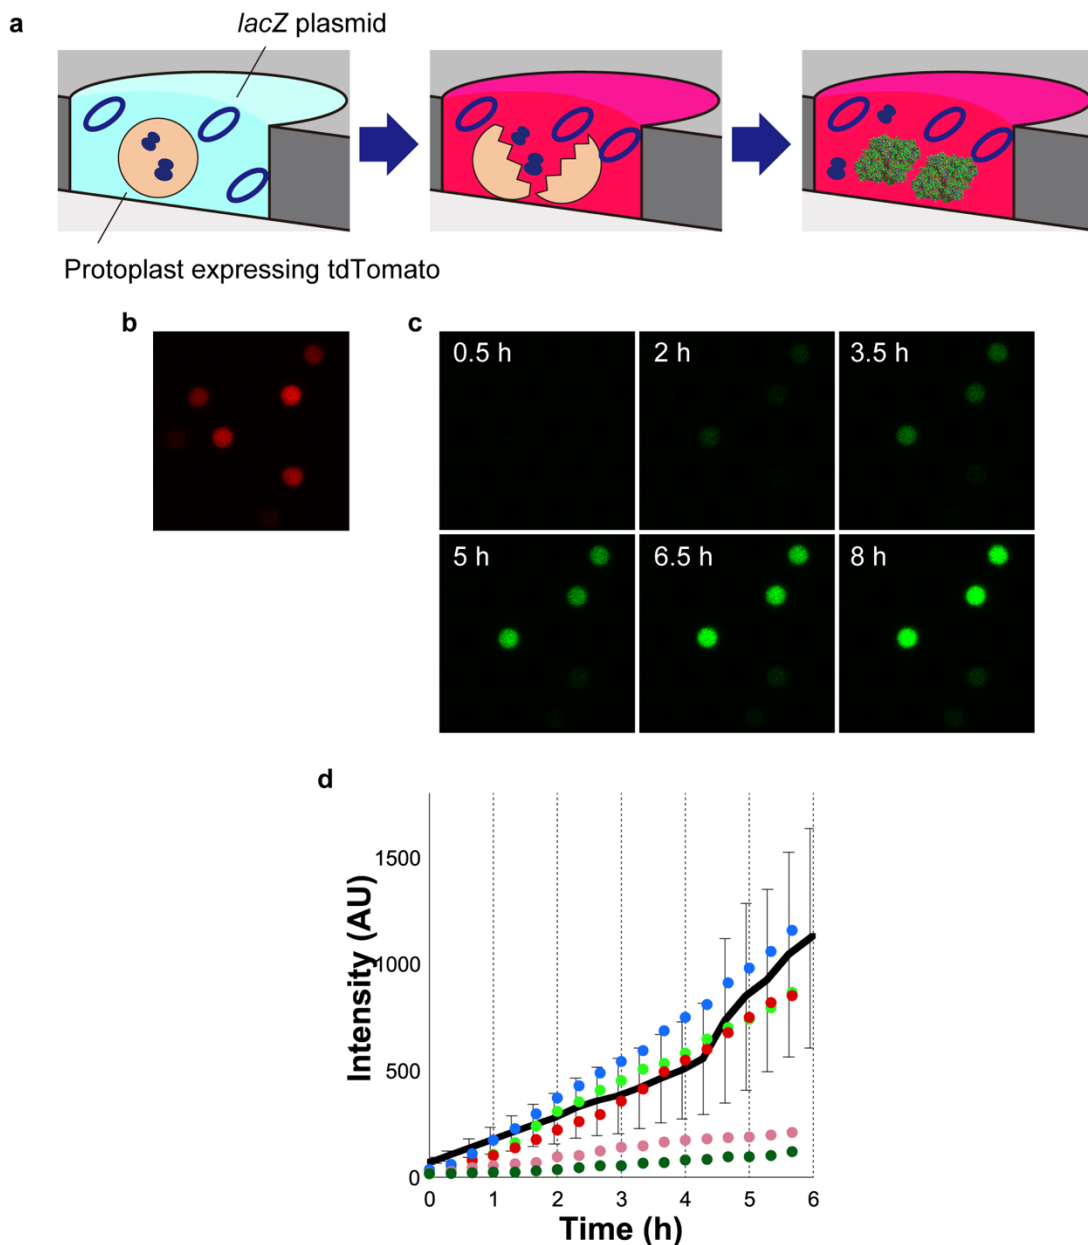 a
lacZ plasmid
Protoplast expressing tdTomato
b
c
0.5 h
2 h
3.5 h
5 h
6.5 h
8 h
d
Intensity (AU)
1500
1000
500
0
0 1 2 3 4 5 6
Time (h)